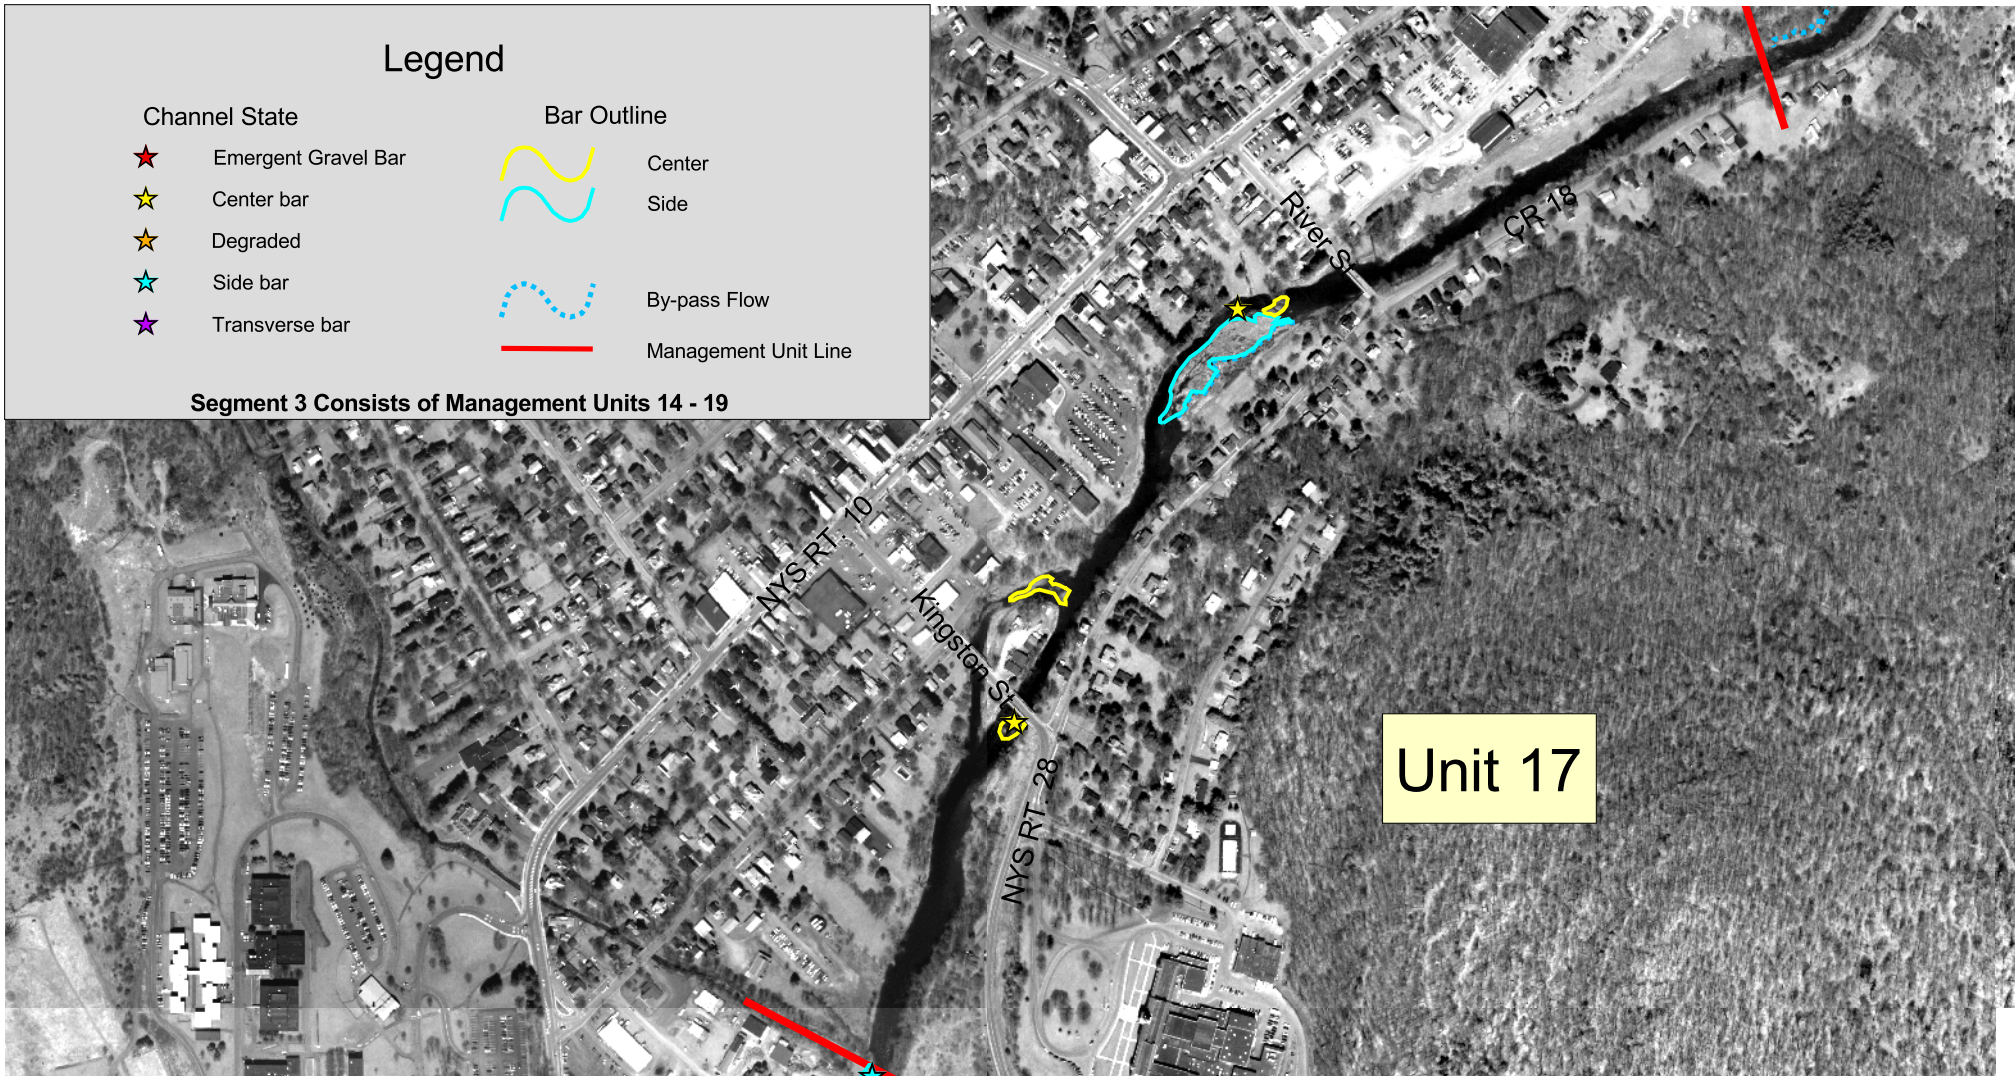 Legend
Channel State
Emergent Gravel Bar
Center bar
Degraded
Side bar
Transverse bar
Bar Outline
Center
Side
By-pass Flow
Management Unit Line
Segment 3 Consists of Management Units 14 - 19
River St
CR 18
NYS RT. 10
Kingston St
NYS RT. 28
Unit 17